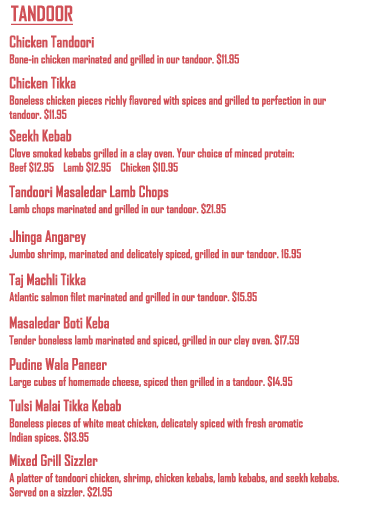 TANDOOR
Chicken Tandoori
Bone-in chicken marinated and grilled in our tandoor. $11.95
Chicken Tikka
Boneless chicken pieces richly flavored with spices and grilled to perfection in our
tandoor. $11.95
Seekh Kebab
Clove smoked kebabs grilled in a clay oven. Your choice of minced protein:
Beef $12.95 Lamb $12.95 Chicken $10.95
Tandoori Masaledar Lamb Chops
Lamb chops marinated and grilled in our tandoor. $21.95
Jhinga Angarey
Jumbo shrimp, marinated and delicately spiced, grilled in our tandoor. 16.95
Taj Machli Tikka
Atlantic salmon filet marinated and grilled in our tandoor. $15.95
Masaledar Boti Keba
Tender boneless lamb marinated and spiced, grilled in our clay oven. $17.59
Pudine Wala Paneer
Large cubes of homemade cheese, spiced then grilled in a tandoor. $14.95
Tulsi Malai Tikka Kebab
Boneless pieces of white meat chicken, delicately spiced with fresh aromatic
Indian spices. $13.95
Mixed Grill Sizzler
A platter of tandoori chicken, shrimp, chicken kebabs, lamb kebabs, and seekh kebabs.
Served on a sizzler. $21.95